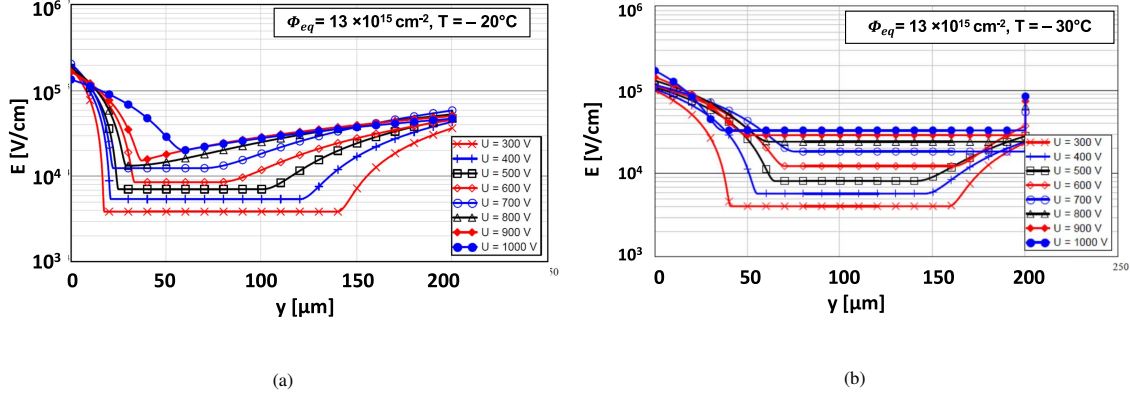 Φeq = 13 ×10¹⁵ cm⁻², T = – 20°C
10⁶
10⁵
10⁴
10³
E [V/cm]
U = 300 V
U = 400 V
U = 500 V
U = 600 V
U = 700 V
U = 800 V
U = 900 V
U = 1000 V
0 50 100 150 200 50
y [µm]
(a)
Φeq = 13 ×10¹⁵ cm⁻², T = – 30°C
10⁶
10⁵
10⁴
10³
E [V/cm]
U = 300 V
U = 400 V
U = 500 V
U = 600 V
U = 700 V
U = 800 V
U = 900 V
U = 1000 V
0 50 100 150 200 250
y [µm]
(b)